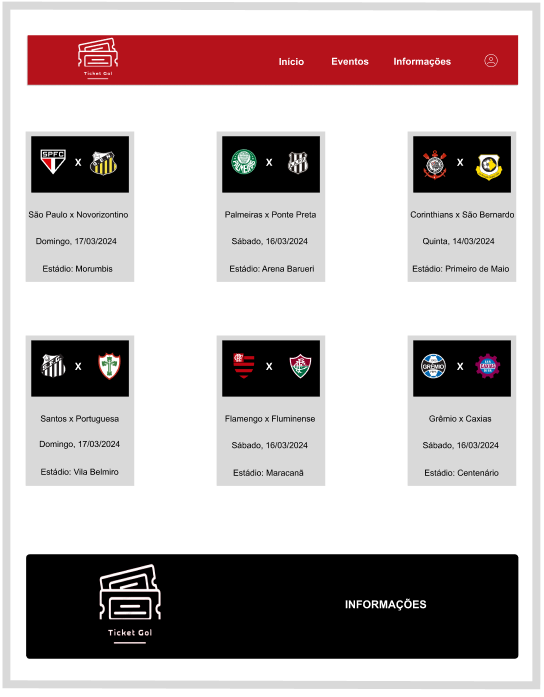 Ticket Gol
Início Eventos Informações
SPFC X
X
X
São Paulo x Novorizontino
Domingo, 17/03/2024
Estádio: Morumbis
Palmeiras x Ponte Preta
Sábado, 16/03/2024
Estádio: Arena Barueri
Corinthians x São Bernardo
Quinta, 14/03/2024
Estádio: Primeiro de Maio
X
X
GRÊMIO X CAXIAS
Santos x Portuguesa
Domingo, 17/03/2024
Estádio: Vila Belmiro
Flamengo x Fluminense
Sábado, 16/03/2024
Estádio: Maracanã
Grêmio x Caxias
Sábado, 16/03/2024
Estádio: Centenário
Ticket Gol
INFORMAÇÕES